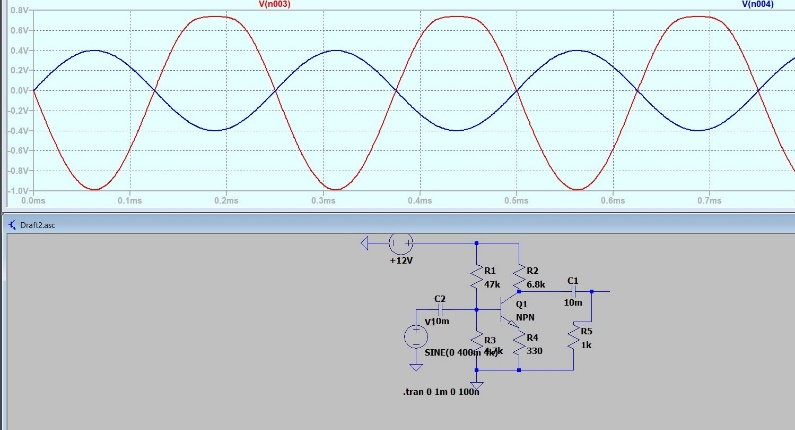 V(n003) V(n004)
0.8V
0.6V
0.4V
0.2V
0.0V
-0.2V
-0.4V
-0.6V
-0.8V
-1.0V
0.0ms 0.1ms 0.2ms 0.3ms 0.4ms 0.5ms 0.6ms 0.7ms
Draft2.asc
+12V
R1
47k
R2
6.8k
C1
10m
C2
10m
Q1
NPN
V1
R3
R4
330
R5
1k
SINE(0 400m
.tran 0 1m 0 100n